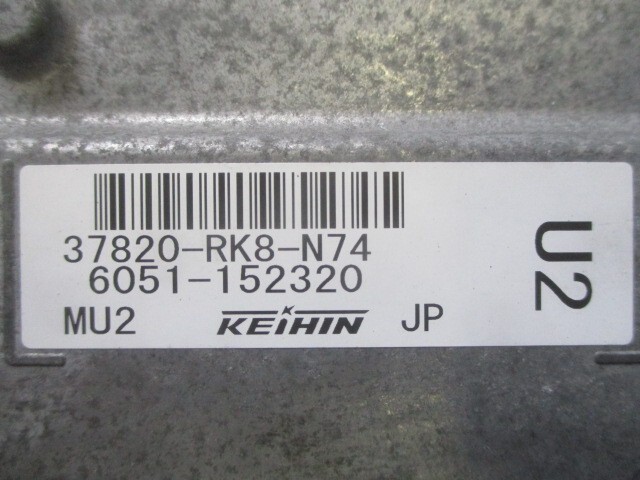 37820-RK8-N74
6051-152320
MU2 KEIHIN JP
U2